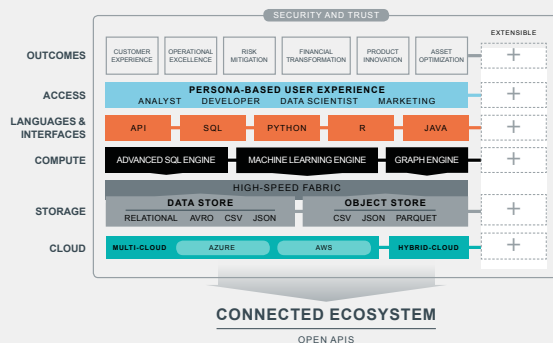 SECURITY AND TRUST
EXTENSIBLE
OUTCOMES
CUSTOMER EXPERIENCE
OPERATIONAL EXCELLENCE
RISK MITIGATION
FINANCIAL TRANSFORMATION
PRODUCT INNOVATION
ASSET OPTIMIZATION
+
ACCESS
PERSONA-BASED USER EXPERIENCE
ANALYST DEVELOPER DATA SCIENTIST MARKETING
+
LANGUAGES &
INTERFACES
API SQL PYTHON R JAVA
+
COMPUTE
ADVANCED SQL ENGINE MACHINE LEARNING ENGINE GRAPH ENGINE
+
HIGH-SPEED FABRIC
STORAGE
DATA STORE
RELATIONAL AVRO CSV JSON
OBJECT STORE
CSV JSON PARQUET
+
CLOUD
MULTI-CLOUD AZURE AWS HYBRID-CLOUD
+
CONNECTED ECOSYSTEM
OPEN APIS